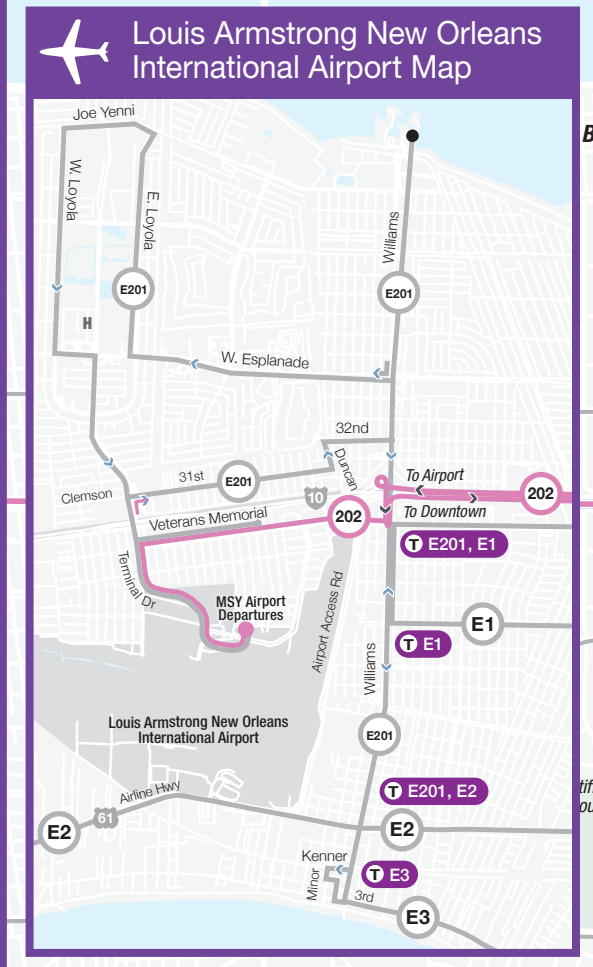 Louis Armstrong New Orleans
International Airport Map
B
Joe Yenni
W. Loyola
E. Loyola
Williams
E201
E201
H
W. Esplanade
32nd
31st
E201
Duncan
To Airport
Clemson
10
202
202
To Downtown
Veterans Memorial
T E201, E1
Terminal Dr
MSY Airport
Departures
Airport Access Rd
E1
T E1
Williams
Louis Armstrong New Orleans
International Airport
E201
T E201, E2
Airline Hwy
61
E2
E2
Kenner
Minor
T E3
3rd
E3